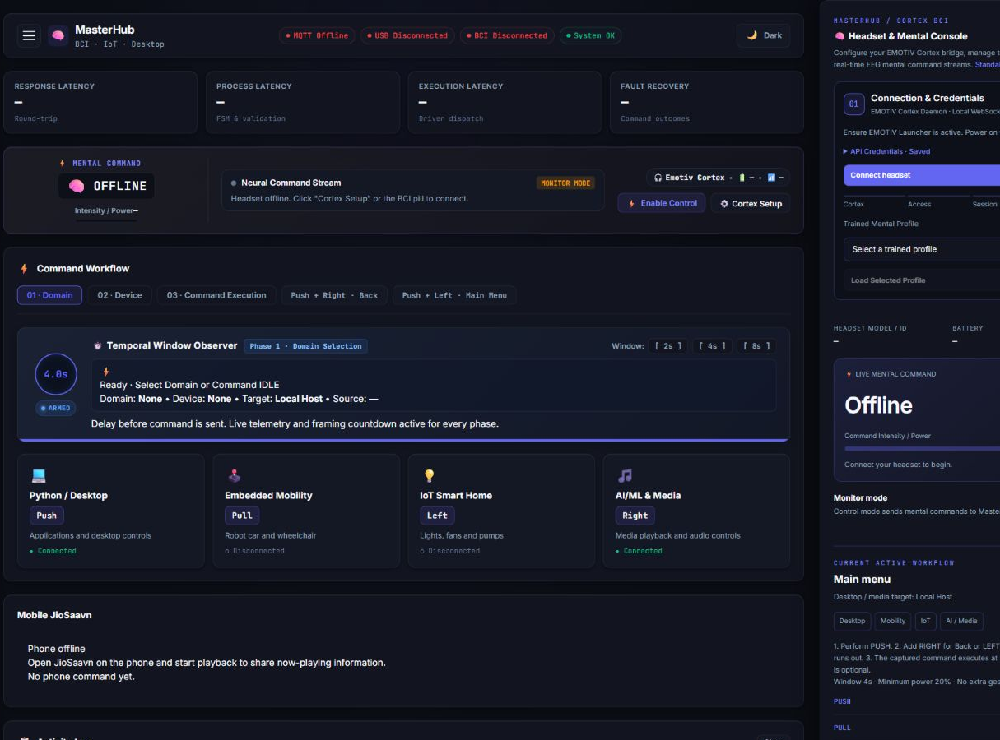 MasterHub
BCI · IoT · Desktop
MQTT Offline
USB Disconnected
BCI Disconnected
System OK
Dark
RESPONSE LATENCY
—
Round-trip
PROCESS LATENCY
—
FSM & validation
EXECUTION LATENCY
—
Driver dispatch
FAULT RECOVERY
—
Command outcomes
MENTAL COMMAND
OFFLINE
Intensity / Power—
Neural Command Stream
MONITOR MODE
Headset offline. Click "Cortex Setup" or the BCI pill to connect.
Emotiv Cortex • — • —
Enable Control
Cortex Setup
Command Workflow
01 · Domain
02 · Device
03 · Command Execution
Push + Right · Back
Push + Left · Main Menu
4.0s
ARMED
Temporal Window Observer
Phase 1 · Domain Selection
Window: [ 2s ] [ 4s ] [ 8s ]
Ready · Select Domain or Command IDLE
Domain: None • Device: None • Target: Local Host • Source: —
Delay before command is sent. Live telemetry and framing countdown active for every phase.
Python / Desktop
Push
Applications and desktop controls
• Connected
Embedded Mobility
Pull
Robot car and wheelchair
○ Disconnected
IoT Smart Home
Left
Lights, fans and pumps
○ Disconnected
AI/ML & Media
Right
Media playback and audio controls
• Connected
Mobile JioSaavn
Phone offline
Open JioSaavn on the phone and start playback to share now-playing information.
No phone command yet.
MASTERHUB / CORTEX BCI
Headset & Mental Console
Configure your EMOTIV Cortex bridge, manage
real-time EEG mental command streams.
01
Connection & Credentials
EMOTIV Cortex Daemon · Local
Ensure EMOTIV Launcher is active. Power on
API Credentials · Saved
Connect headset
Cortex
Access
Session
Trained Mental Profile
Select a trained profile
Load Selected Profile
HEADSET MODEL / ID
—
BATTERY
—
LIVE MENTAL COMMAND
Offline
Command Intensity / Power
Connect your headset to begin.
Monitor mode
Control mode sends mental commands to
CURRENT ACTIVE WORKFLOW
Main menu
Desktop / media target: Local Host
Desktop
Mobility
IoT
AI / Media
1. Perform PUSH. 2. Add RIGHT for Back or LEFT
runs out. 3. The captured command executes at
is optional.
Window 4s · Minimum power 20% · No extra
PUSH
PULL